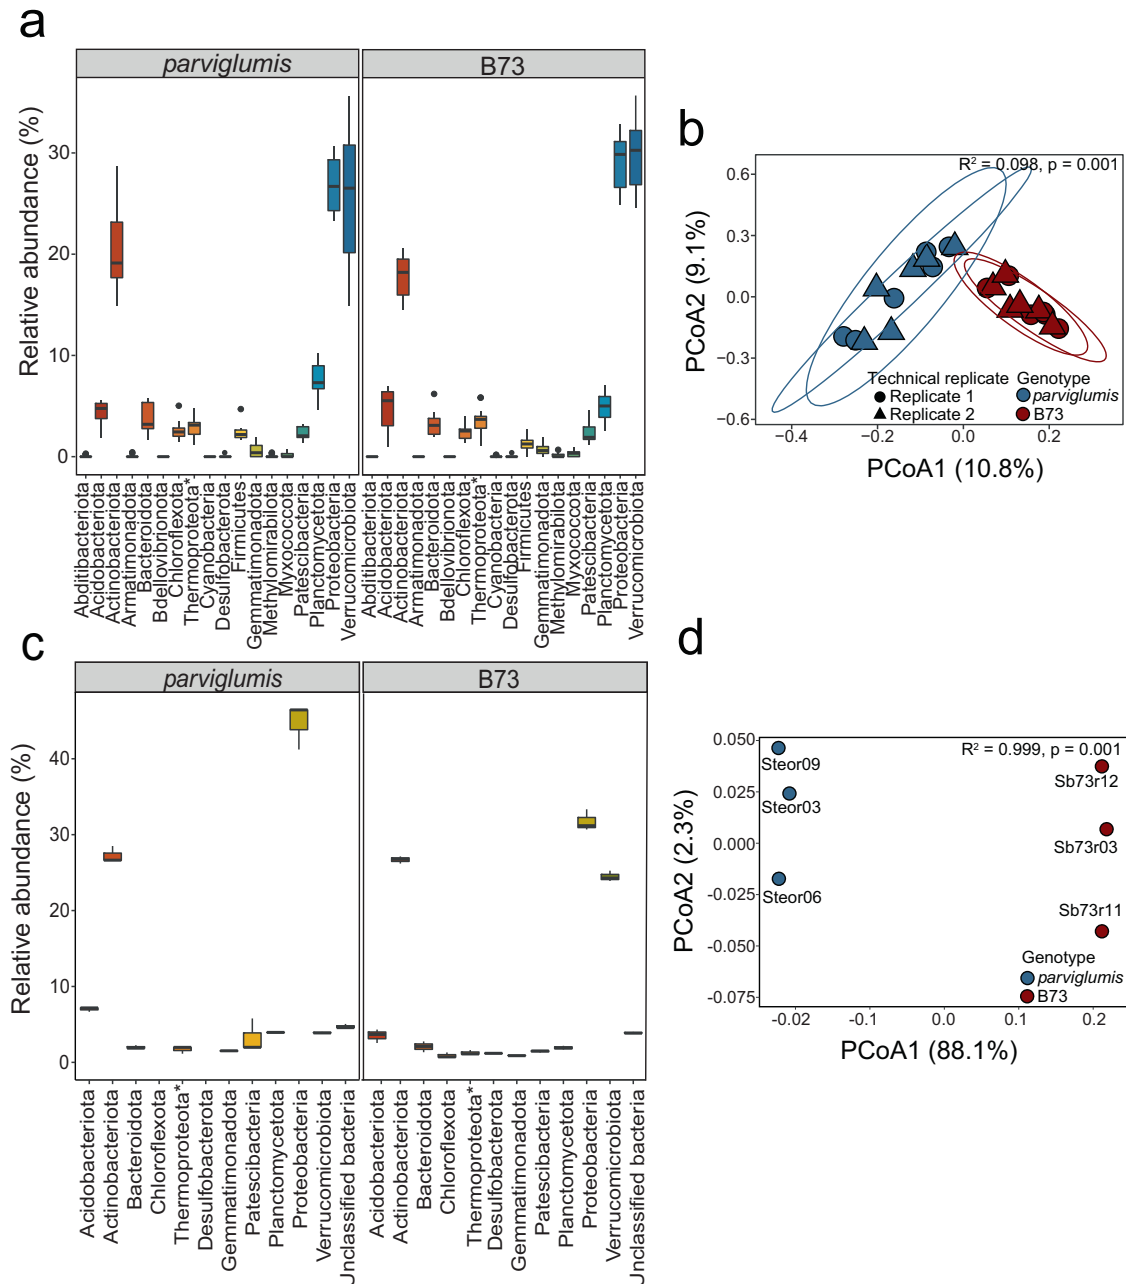 a
parviglumis
B73
Relative abundance (%)
30
20
10
0
Abditibacteriota
Acidobacteriota
Actinobacteriota
Armatimonadota
Bacteroidota
Bdellovibrionota
Chloroflexota
Thermoproteota*
Cyanobacteria
Desulfobacterota
Firmicutes
Gemmatimonadota
Methylomirabilota
Myxococcota
Patescibacteria
Planctomycetota
Proteobacteria
Verrucomicrobiota
Abditibacteriota
Acidobacteriota
Actinobacteriota
Armatimonadota
Bacteroidota
Bdellovibrionota
Chloroflexota
Thermoproteota*
Cyanobacteria
Desulfobacterota
Firmicutes
Gemmatimonadota
Methylomirabilota
Myxococcota
Patescibacteria
Planctomycetota
Proteobacteria
Verrucomicrobiota
b
R² = 0.098, p = 0.001
PCoA2 (9.1%)
0.6
0.3
0.0
−0.3
−0.6
Technical replicate
Replicate 1
Replicate 2
Genotype
parviglumis
B73
−0.4
−0.2
0.0
0.2
PCoA1 (10.8%)
c
parviglumis
B73
Relative abundance (%)
40
30
20
10
0
Acidobacteriota
Actinobacteriota
Bacteroidota
Chloroflexota
Thermoproteota*
Desulfobacterota
Gemmatimonadota
Patescibacteria
Planctomycetota
Proteobacteria
Verrucomicrobiota
Unclassified bacteria
Acidobacteriota
Actinobacteriota
Bacteroidota
Chloroflexota
Thermoproteota*
Desulfobacterota
Gemmatimonadota
Patescibacteria
Planctomycetota
Proteobacteria
Verrucomicrobiota
Unclassified bacteria
d
R² = 0.999, p = 0.001
PCoA2 (2.3%)
0.050
0.025
0.000
-0.025
-0.050
-0.075
Steor09
Steor03
Steor06
Sb73r12
Sb73r03
Sb73r11
Genotype
parviglumis
B73
-0.02
-0.1
0.0
0.1
0.2
PCoA1 (88.1%)